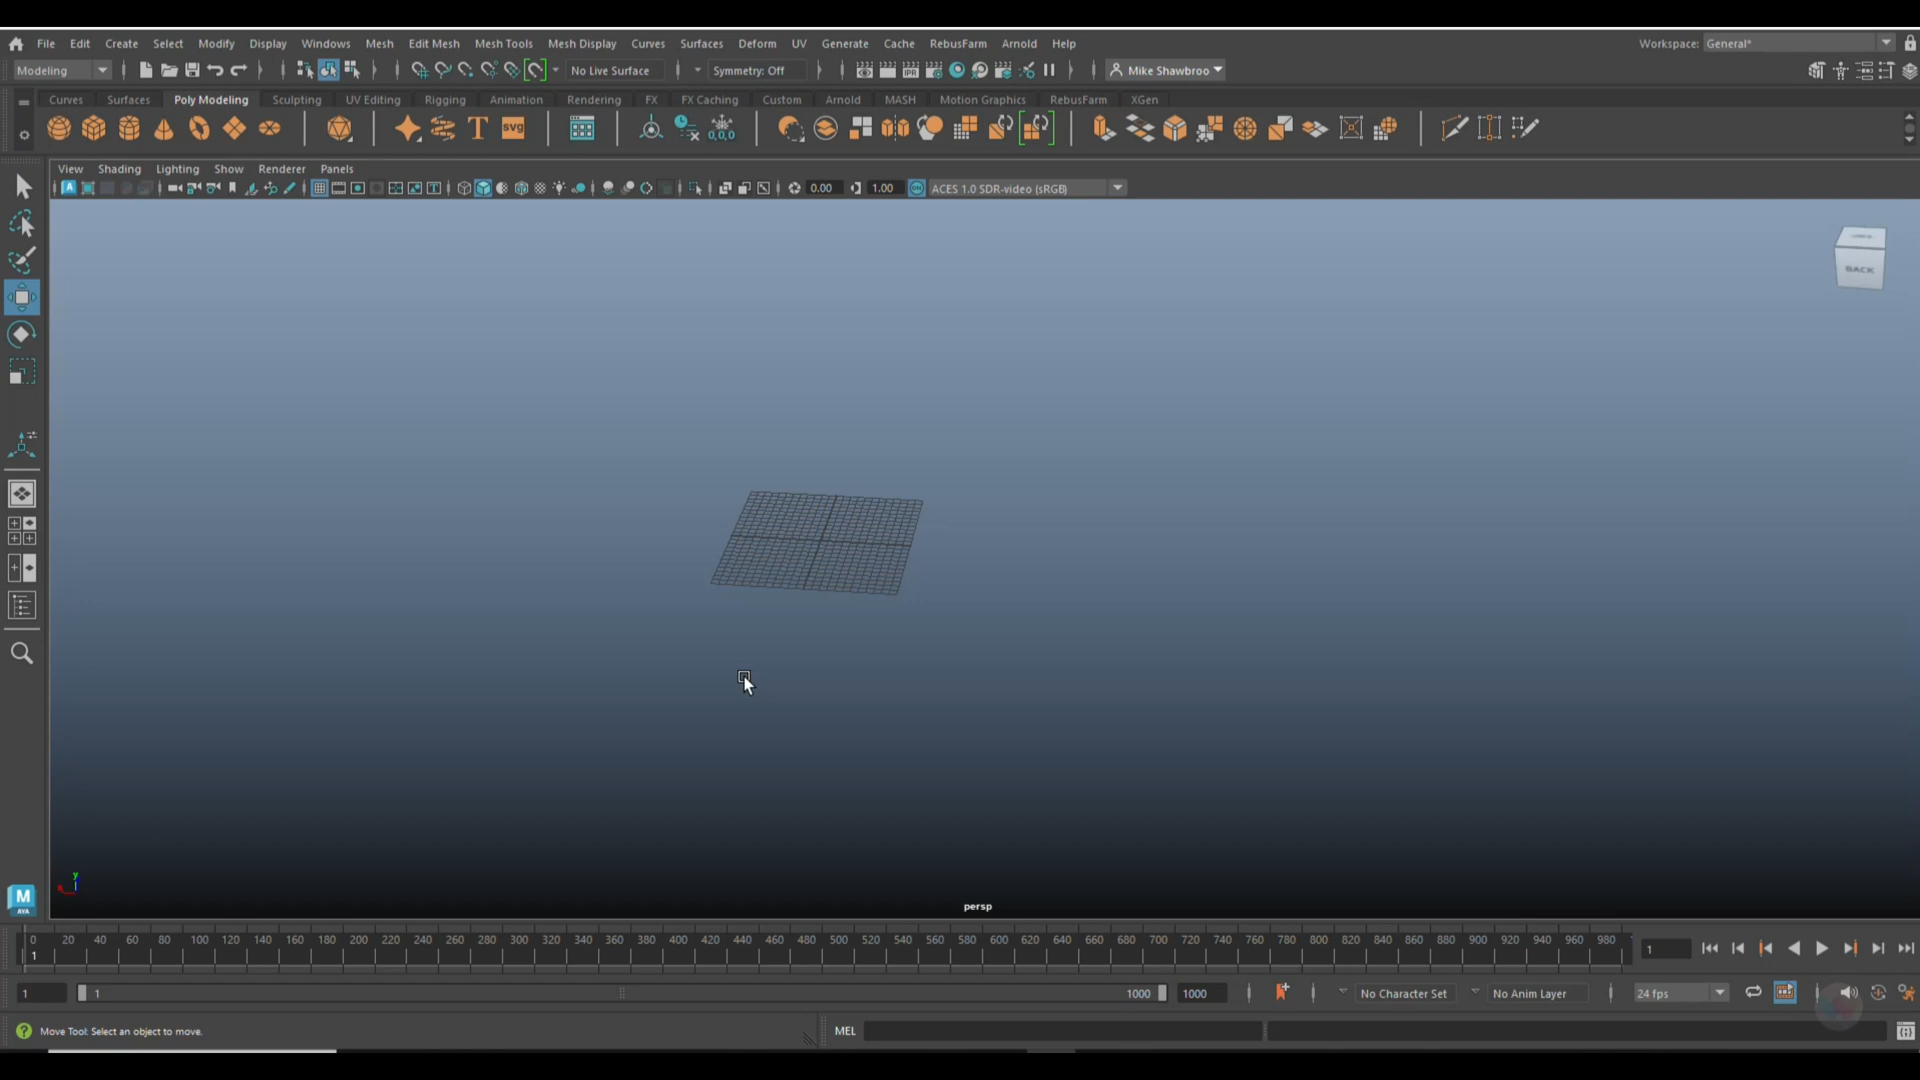 File Edit Create Select Modify Display Windows Mesh Edit Mesh Mesh Tools Mesh Display Curves Surfaces Deform UV Generate Cache RebusFarm Arnold Help Workspace: General*
Modeling No Live Surface Symmetry: Off Mike Shawbroo
Curves Surfaces Poly Modeling Sculpting UV Editing Rigging Animation Rendering FX FX Caching Custom Arnold MASH Motion Graphics RebusFarm XGen
T SVG 0,0,0
View Shading Lighting Show Renderer Panels
A IPR 0.00 1.00 ON ACES 1.0 SDR-video (sRGB)
BACK
y
M
AYA
persp
0 20 40 60 80 100 120 140 160 180 200 220 240 260 280 300 320 340 360 380 400 420 440 460 480 500 520 540 560 580 600 620 640 660 680 700 720 740 760 780 800 820 840 860 880 900 920 940 960 980
1 1
1 1 1000 1000 No Character Set No Anim Layer 24 fps
Move Tool: Select an object to move. MEL